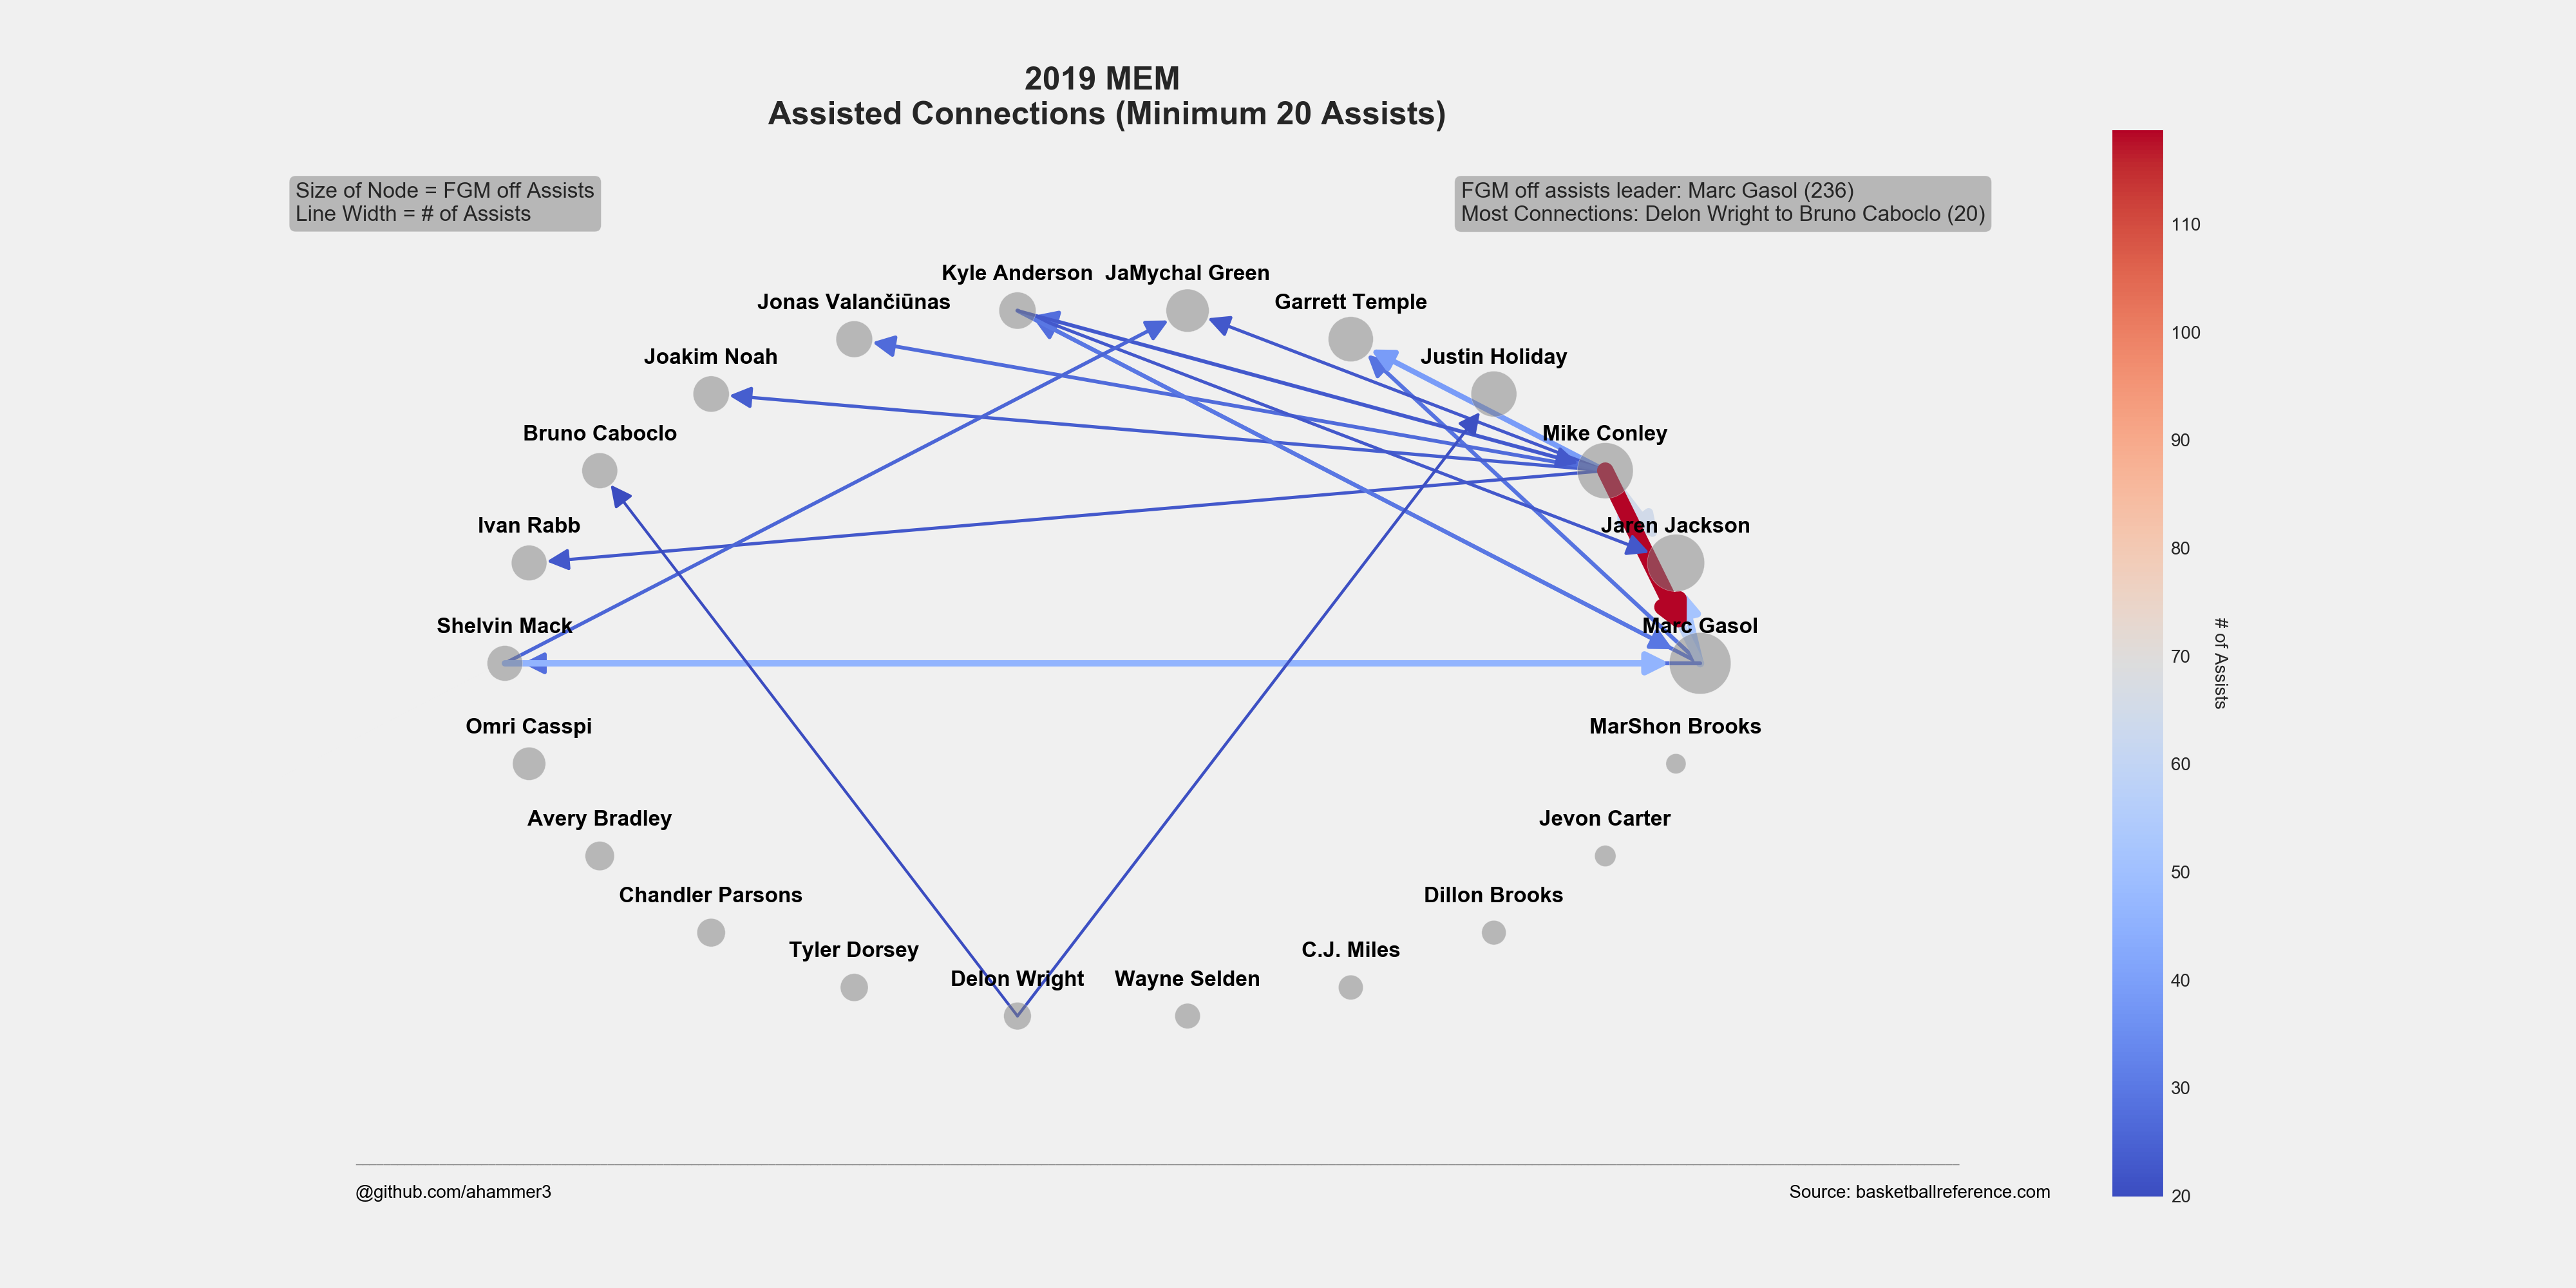 2019 MEM
Assisted Connections (Minimum 20 Assists)
Size of Node = FGM off Assists
Line Width = # of Assists
FGM off assists leader: Marc Gasol (236)
Most Connections: Delon Wright to Bruno Caboclo (20)
Kyle Anderson
JaMychal Green
Jonas Valančiūnas
Garrett Temple
Joakim Noah
Justin Holiday
Bruno Caboclo
Mike Conley
Ivan Rabb
Jaren Jackson
Shelvin Mack
Marc Gasol
Omri Casspi
MarShon Brooks
Avery Bradley
Jevon Carter
Chandler Parsons
Dillon Brooks
Tyler Dorsey
C.J. Miles
Delon Wright
Wayne Selden
110
100
90
80
70
60
50
40
30
20
# of Assists
@github.com/ahammer3
Source: basketballreference.com